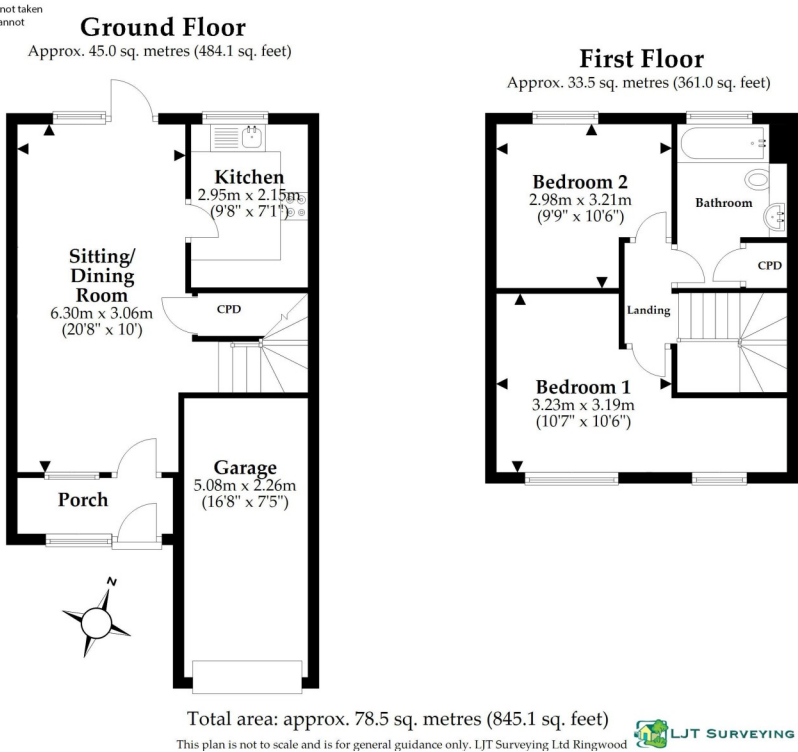 not taken
annot
Ground Floor
Approx. 45.0 sq. metres (484.1 sq. feet)
Kitchen
2.95m x 2.15m
(9'8" x 7'1")
Sitting/
Dining
Room
6.30m x 3.06m
(20'8" x 10')
CPD
Garage
5.08m x 2.26m
(16'8" x 7'5")
Porch
N
First Floor
Approx. 33.5 sq. metres (361.0 sq. feet)
Bedroom 2
2.98m x 3.21m
(9'9" x 10'6")
Bathroom
CPD
Landing
Bedroom 1
3.23m x 3.19m
(10'7" x 10'6")
Total area: approx. 78.5 sq. metres (845.1 sq. feet)
This plan is not to scale and is for general guidance only. LJT Surveying Ltd Ringwood
LJT SURVEYING